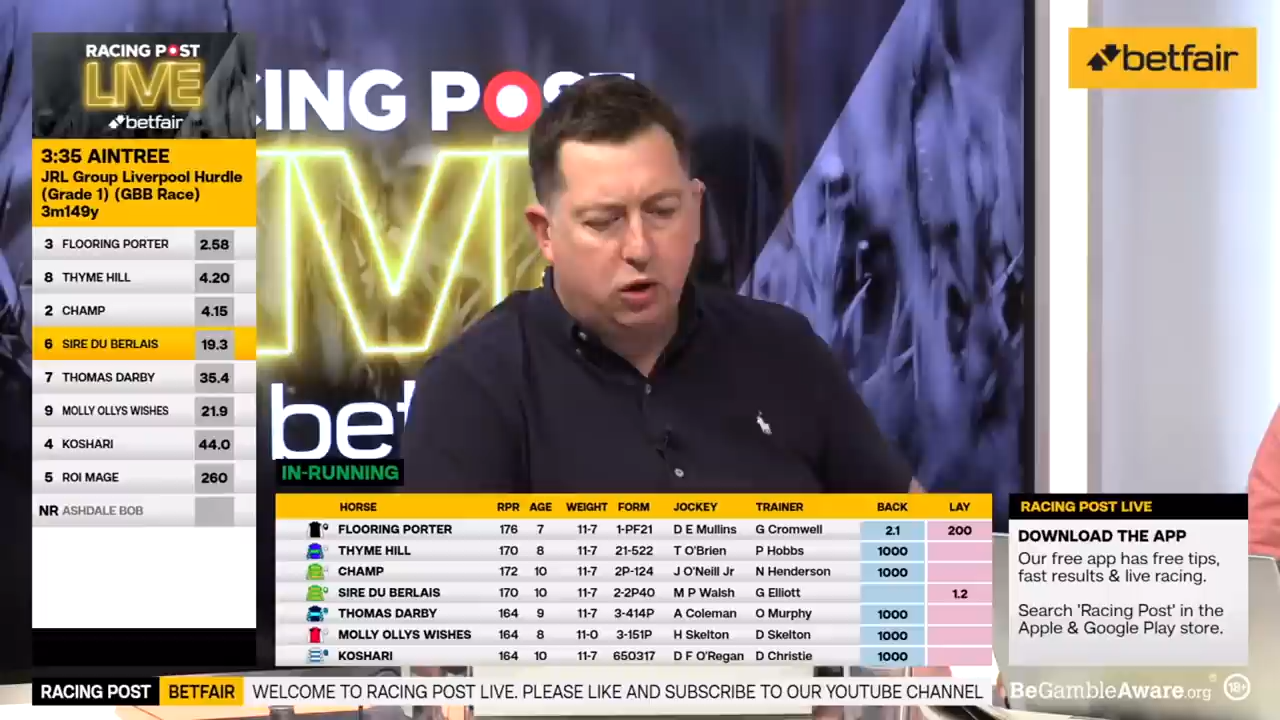 RACING POST
LIVE
betfair
3:35 AINTREE
JRL Group Liverpool Hurdle
(Grade 1) (GBB Race)
3m149y
3 FLOORING PORTER 2.58
8 THYME HILL 4.20
2 CHAMP 4.15
6 SIRE DU BERLAIS 19.3
7 THOMAS DARBY 35.4
9 MOLLY OLLYS WISHES 21.9
4 KOSHARI 44.0
5 ROI MAGE 260
NR ASHDALE BOB
CING POST
bet
betfair
IN-RUNNING
HORSE RPR AGE WEIGHT FORM JOCKEY TRAINER BACK LAY
FLOORING PORTER 176 7 11-7 1-PF21 D E Mullins G Cromwell 2.1 200
THYME HILL 170 8 11-7 21-522 T O'Brien P Hobbs 1000
CHAMP 172 10 11-7 2P-124 J O'Neill Jr N Henderson 1000
SIRE DU BERLAIS 170 10 11-7 2-2P40 M P Walsh G Elliott 1.2
THOMAS DARBY 164 9 11-7 3-414P A Coleman O Murphy 1000
MOLLY OLLYS WISHES 164 8 11-0 3-151P H Skelton D Skelton 1000
KOSHARI 164 10 11-7 650317 D F O'Regan D Christie 1000
RACING POST LIVE
DOWNLOAD THE APP
Our free app has free tips,
fast results & live racing.
Search 'Racing Post' in the
Apple & Google Play store.
RACING POST BETFAIR WELCOME TO RACING POST LIVE. PLEASE LIKE AND SUBSCRIBE TO OUR YOUTUBE CHANNEL
BeGambleAware.org 18+